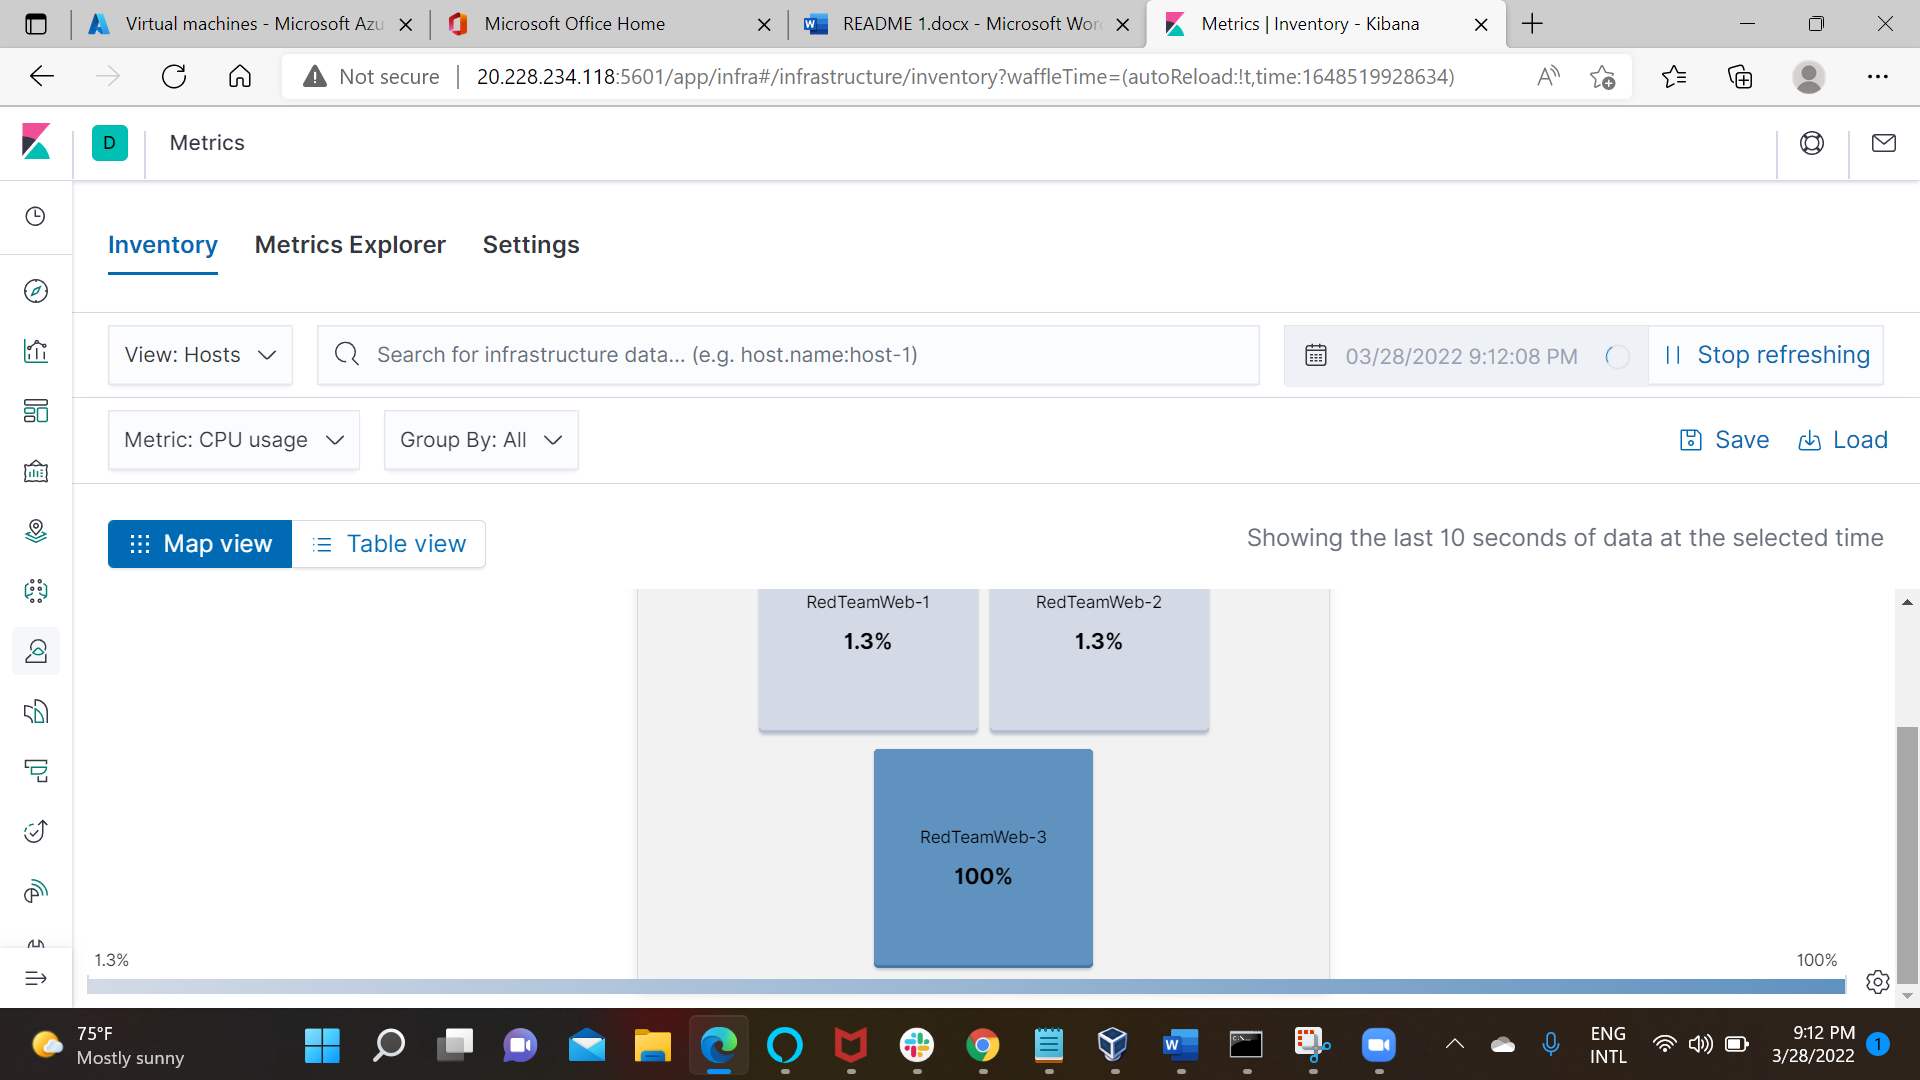 Virtual machines - Microsoft Azu
Microsoft Office Home
README 1.docx - Microsoft Wor
Metrics | Inventory - Kibana
Not secure
20.228.234.118:5601/app/infra#/infrastructure/inventory?waffleTime=(autoReload:!t,time:1648519928634)
D
Metrics
Inventory
Metrics Explorer
Settings
View: Hosts
Search for infrastructure data... (e.g. host.name:host-1)
03/28/2022 9:12:08 PM
Stop refreshing
Metric: CPU usage
Group By: All
Save
Load
Map view
Table view
Showing the last 10 seconds of data at the selected time
RedTeamWeb-1
RedTeamWeb-2
1.3%
1.3%
RedTeamWeb-3
100%
1.3%
100%
75°F
Mostly sunny
ENG
INTL
9:12 PM
3/28/2022
1